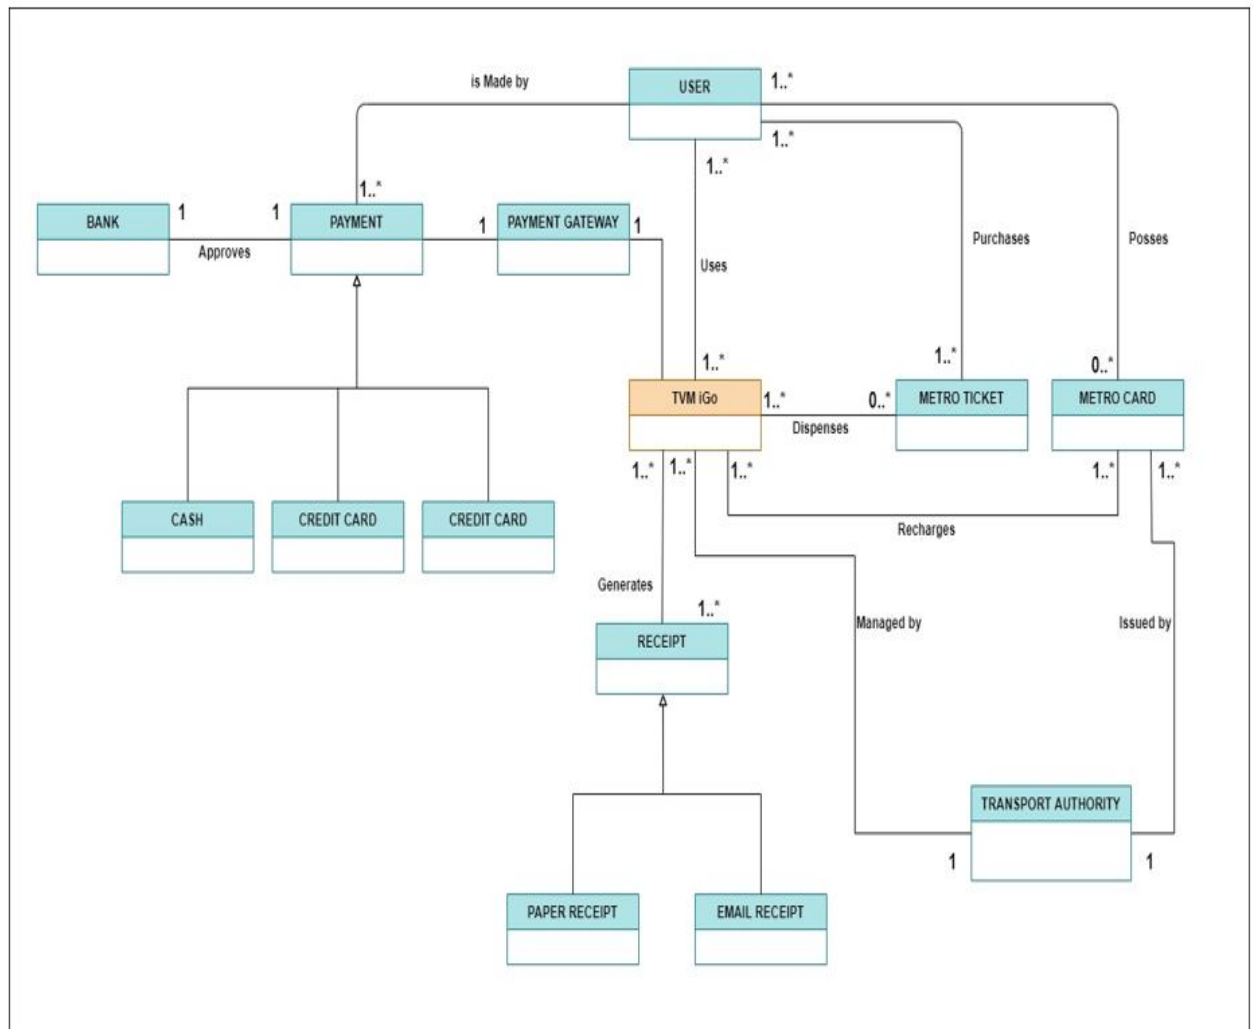 is Made by
USER
1..*
1..*
1..*
1..*
BANK
1
1
PAYMENT
1
PAYMENT GATEWAY
1
Approves
Uses
Purchases
Posses
1..*
1..*
0..*
TVM iGo
1..*
0..*
METRO TICKET
METRO CARD
Dispenses
1..*
1..*
1..*
1..*
1..*
Recharges
CASH
CREDIT CARD
CREDIT CARD
Generates
1..*
Managed by
Issued by
RECEIPT
TRANSPORT AUTHORITY
1
1
PAPER RECEIPT
EMAIL RECEIPT